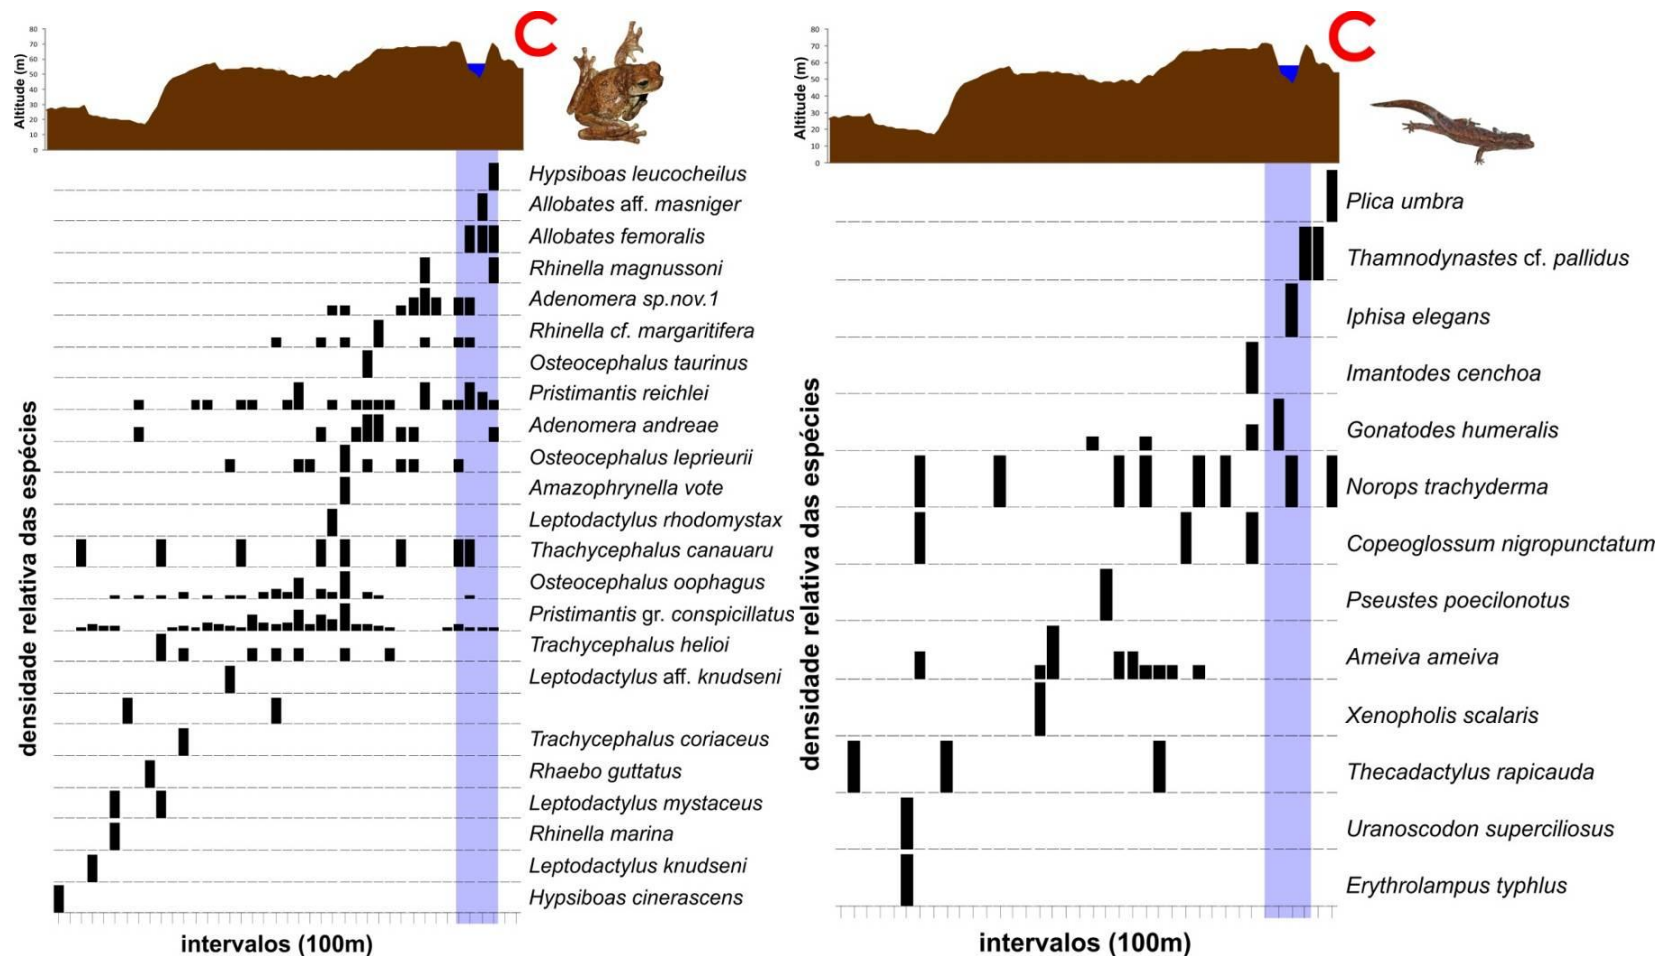 C
80
70
60
50
40
30
20
10
0
Altitude (m)
Hypsiboas leucocheilus
Allobates aff. masniger
Allobates femoralis
Rhinella magnussoni
Adenomera sp.nov.1
Rhinella cf. margaritifera
Osteocephalus taurinus
Pristimantis reichlei
Adenomera andreae
Osteocephalus leprieurii
Amazophrynella vote
Leptodactylus rhodomystax
Thachycephalus canauaru
Osteocephalus oophagus
Pristimantis gr. conspicillatus
Trachycephalus helioi
Leptodactylus aff. knudseni
Trachycephalus coriaceus
Rhaebo guttatus
Leptodactylus mystaceus
Rhinella marina
Leptodactylus knudseni
Hypsiboas cinerascens
densidade relativa das espécies
intervalos (100m)
C
80
70
60
50
40
30
20
10
0
Altitude (m)
Plica umbra
Thamnodynastes cf. pallidus
Iphisa elegans
Imantodes cenchoa
Gonatodes humeralis
Norops trachyderma
Copeoglossum nigropunctatum
Pseustes poecilonotus
Ameiva ameiva
Xenopholis scalaris
Thecadactylus rapicauda
Uranoscodon superciliosus
Erythrolampus typhlus
densidade relativa das espécies
intervalos (100m)